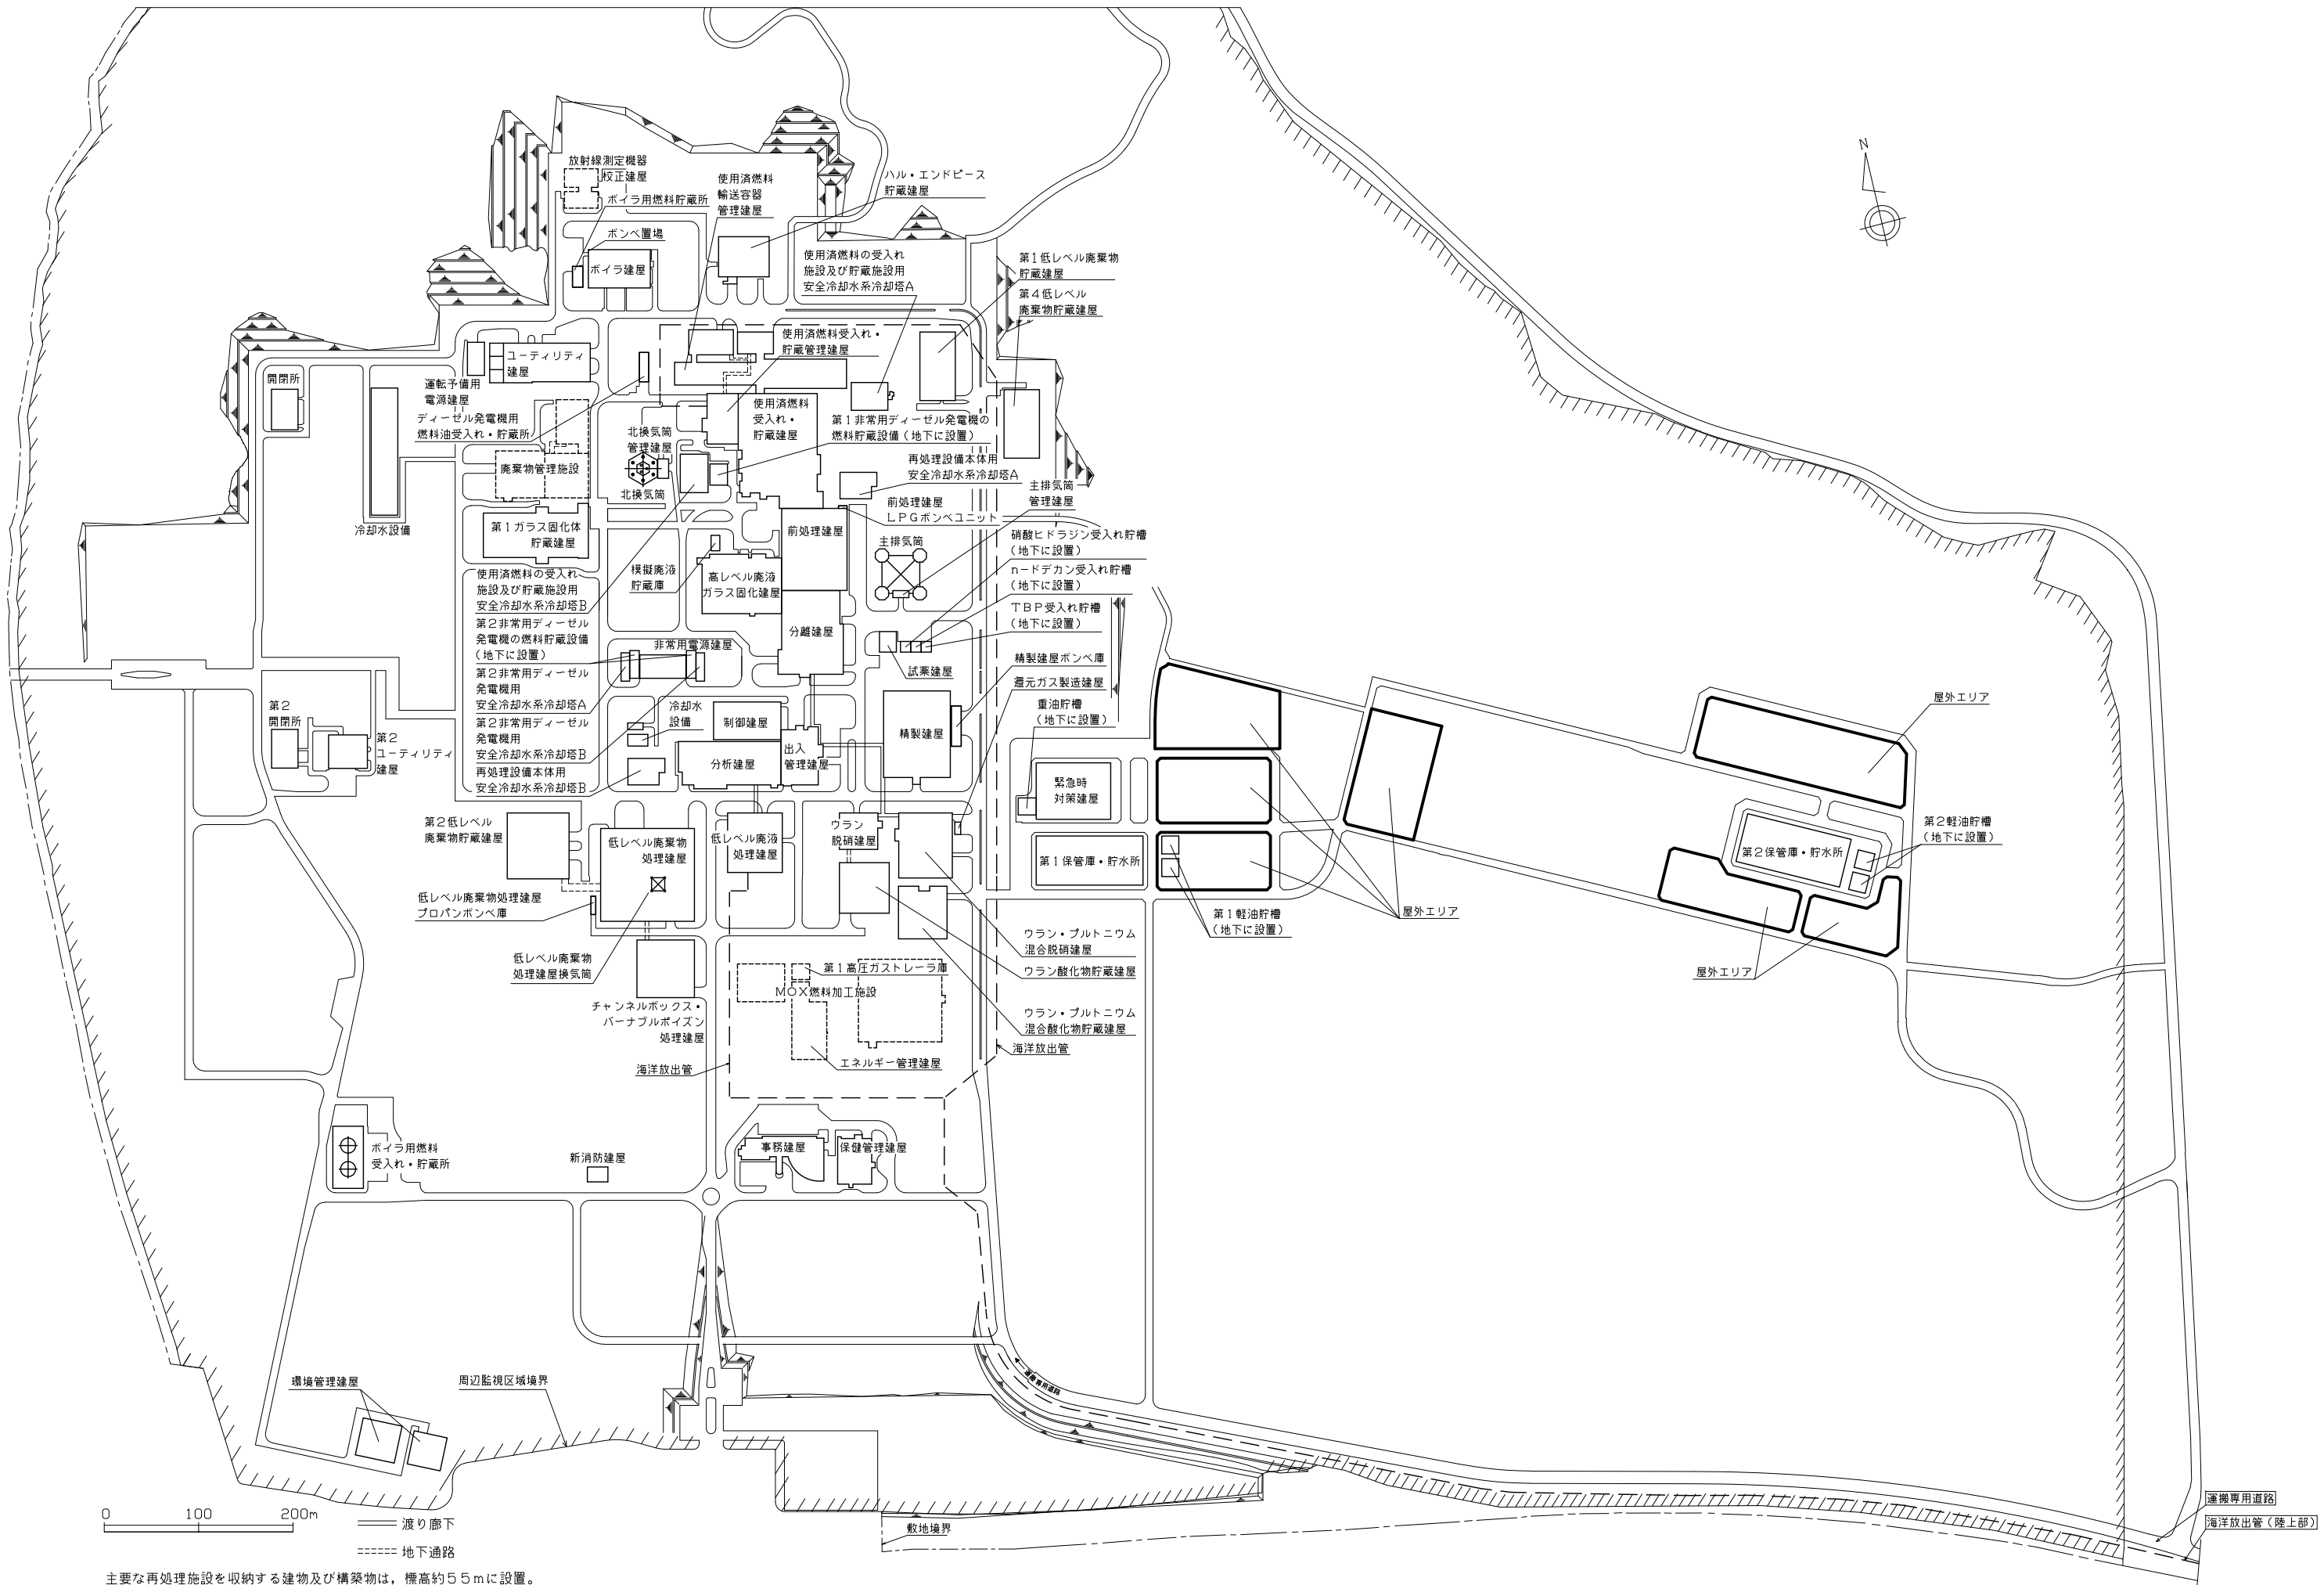 放射線測定機器
校正建屋
ボイラ用燃料貯蔵所
ボンベ置場
ボイラ建屋
使用済燃料
輸送容器
管理建屋
ハル・エンドピース
貯蔵建屋
N
使用済燃料の受入れ
施設及び貯蔵施設用
安全冷却水系冷却塔A
第1低レベル廃棄物
貯蔵建屋
第4低レベル
廃棄物貯蔵建屋
使用済燃料受入れ・
貯蔵管理建屋
ユーティリティ
建屋
開閉所
運転予備用
電源建屋
ディーゼル発電機用
燃料油受入れ・貯蔵所
使用済燃料
受入れ・
貯蔵建屋
第1非常用ディーゼル発電機の
燃料貯蔵設備(地下に設置)
北換気筒
管理建屋
北換気筒
廃棄物管理施設
再処理設備本体用
安全冷却水系冷却塔A
主排気筒
管理建屋
前処理建屋
LPGボンベユニット
冷却水設備
第1ガラス固化体
貯蔵建屋
前処理建屋
主排気筒
硝酸ヒドラジン受入れ貯槽
(地下に設置)
n-ドデカン受入れ貯槽
(地下に設置)
TBP受入れ貯槽
(地下に設置)
模擬廃液
貯蔵庫
高レベル廃液
ガラス固化建屋
使用済燃料の受入れ
施設及び貯蔵施設用
安全冷却水系冷却塔B
第2非常用ディーゼル
発電機の燃料貯蔵設備
(地下に設置)
第2非常用ディーゼル
発電機用
安全冷却水系冷却塔A
第2非常用ディーゼル
発電機用
安全冷却水系冷却塔B
再処理設備本体用
安全冷却水系冷却塔B
分離建屋
非常用電源建屋
試薬建屋
精製建屋ボンベ庫
還元ガス製造建屋
重油貯槽
(地下に設置)
冷却水
設備
制御建屋
精製建屋
出入
管理建屋
分析建屋
第2
開閉所
第2
ユーティリティ
建屋
緊急時
対策建屋
屋外エリア
第2低レベル
廃棄物貯蔵建屋
低レベル廃棄物
処理建屋
低レベル廃液
処理建屋
ウラン
脱硝建屋
第1保管庫・貯水所
第2保管庫・貯水所
第2軽油貯槽
(地下に設置)
低レベル廃棄物処理建屋
プロパンボンベ庫
第1軽油貯槽
(地下に設置)
屋外エリア
屋外エリア
ウラン・プルトニウム
混合脱硝建屋
ウラン酸化物貯蔵建屋
低レベル廃棄物
処理建屋換気筒
第1高圧ガストレーラ庫
MOX燃料加工施設
チャンネルボックス・
バーナブルポイズン
処理建屋
ウラン・プルトニウム
混合酸化物貯蔵建屋
海洋放出管
エネルギー管理建屋
海洋放出管
ボイラ用燃料
受入れ・貯蔵所
新消防建屋
事務建屋
保健管理建屋
運搬専用道路
環境管理建屋
周辺監視区域境界
敷地境界
運搬専用道路
海洋放出管(陸上部)
0 100 200m
渡り廊下
地下通路
主要な再処理施設を収納する建物及び構築物は,標高約55mに設置。